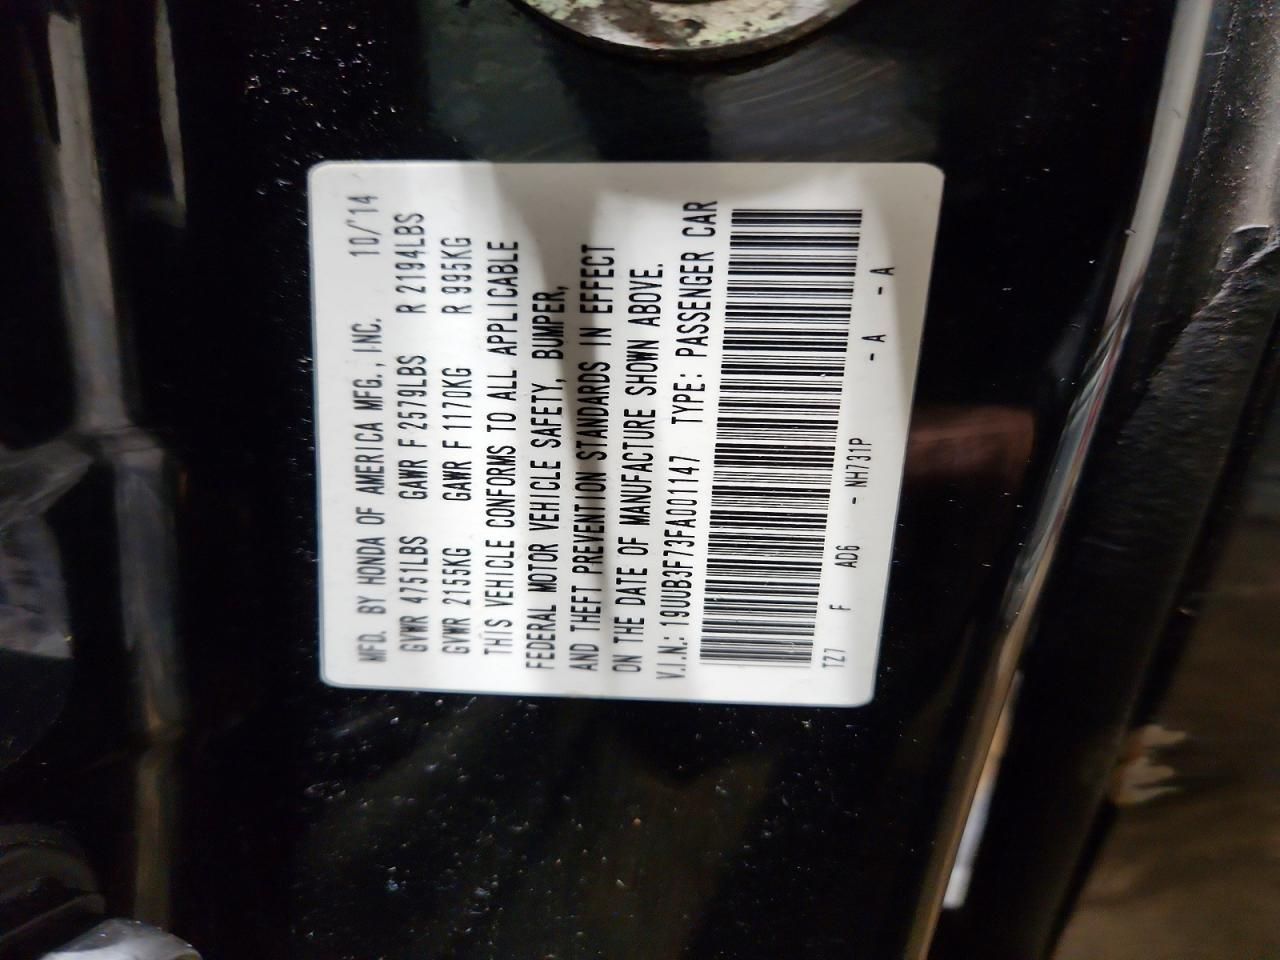 MFD. BY HONDA OF AMERICA MFG., INC. 10/'14
GVWR 4751LBS GAWR F 2579LBS R 2194LBS
GVWR 2155KG GAWR F 1170KG R 995KG
THIS VEHICLE CONFORMS TO ALL APPLICABLE
FEDERAL MOTOR VEHICLE SAFETY, BUMPER,
AND THEFT PREVENTION STANDARDS IN EFFECT
ON THE DATE OF MANUFACTURE SHOWN ABOVE.
V.I.N.: 19UUB3F73FA001147 TYPE: PASSENGER CAR
TZ7 F AD6 - NH731P - A - A